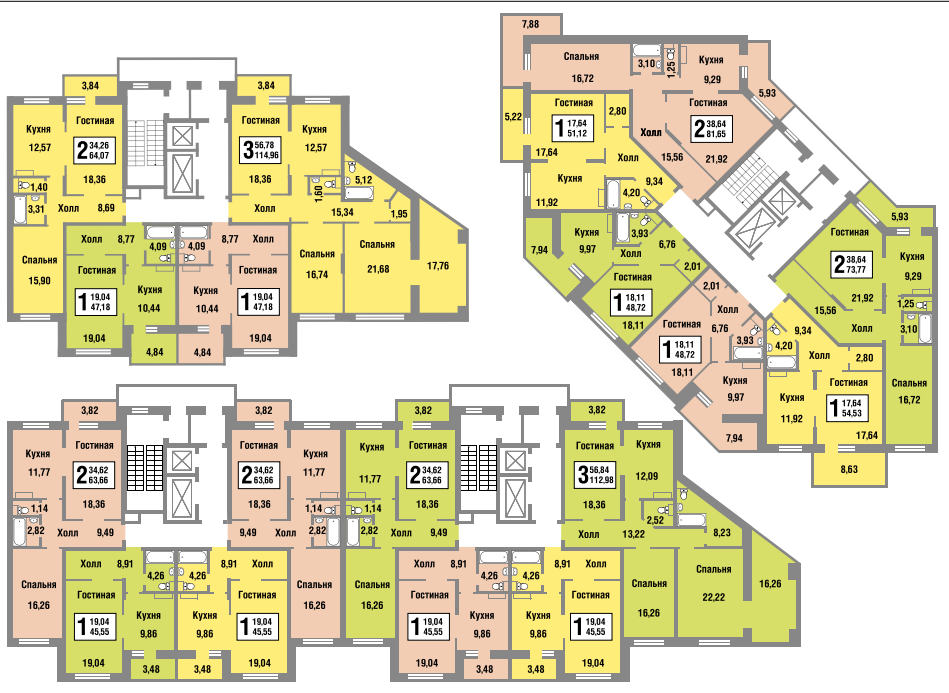 7,88
Спальня
16,72
3,10
1,25
Кухня
9,29
5,93
5,22
Гостиная
1 17,64
51,12
2,80
17,64
Кухня
11,92
Холл
9,34
4,20
Гостиная
2 38,64
81,65
Холл
15,56
21,92
3,84
Кухня
12,57
Гостиная
2 34,26
64,07
18,36
1,40
3,31
Холл
8,69
Спальня
15,90
3,84
Гостиная
3 56,78
114,96
18,36
Кухня
12,57
1,60
5,12
Холл
15,34
1,95
Спальня
16,74
Спальня
21,68
17,76
Холл
8,77
4,09
Гостиная
1 19,04
47,18
Кухня
10,44
19,04
4,84
4,09
8,77
Холл
Гостиная
Кухня
10,44
1 19,04
47,18
19,04
4,84
7,94
Кухня
9,97
3,93
Холл
6,76
2,01
Гостиная
1 18,11
48,72
18,11
2,01
Холл
6,76
Гостиная
1 18,11
48,72
18,11
3,93
Кухня
9,97
7,94
5,93
Гостиная
2 38,64
73,77
21,92
Кухня
9,29
1,25
15,56
Холл
3,10
Спальня
16,72
9,34
4,20
Холл
2,80
Гостиная
1 17,64
54,53
Кухня
11,92
17,64
8,63
3,82
Кухня
11,77
Гостиная
2 34,62
63,66
18,36
1,14
2,82
Холл
9,49
Спальня
16,26
3,82
Гостиная
2 34,62
63,66
Кухня
11,77
18,36
1,14
2,82
9,49
Холл
Спальня
16,26
3,82
Кухня
11,77
Гостиная
2 34,62
63,66
18,36
1,14
2,82
Холл
9,49
Спальня
16,26
3,82
Гостиная
3 56,84
112,98
18,36
Кухня
12,09
2,52
Холл
13,22
8,23
Спальня
16,26
Спальня
22,22
16,26
Холл
8,91
4,26
Гостиная
1 19,04
45,55
Кухня
9,86
19,04
3,48
4,26
8,91
Холл
Гостиная
Кухня
9,86
1 19,04
45,55
19,04
3,48
Холл
8,91
4,26
Гостиная
1 19,04
45,55
Кухня
9,86
19,04
3,48
4,26
8,91
Холл
Гостиная
Кухня
9,86
1 19,04
45,55
19,04
3,48